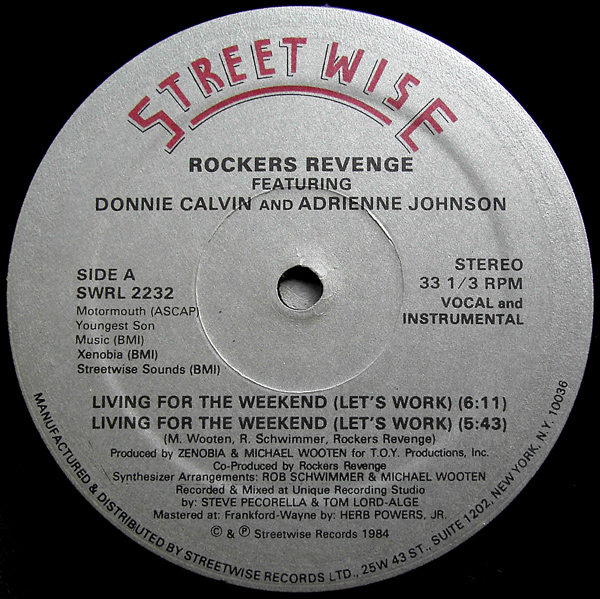 STREETWISE
ROCKERS REVENGE
FEATURING
DONNIE CALVIN AND ADRIENNE JOHNSON
SIDE A
SWRL 2232
Motormouth (ASCAP)
Youngest Son
Music (BMI)
Xenobia (BMI)
Streetwise Sounds (BMI)
STEREO
33 1/3 RPM
VOCAL and
INSTRUMENTAL
LIVING FOR THE WEEKEND (LET'S WORK) (6:11)
LIVING FOR THE WEEKEND (LET'S WORK) (5:43)
(M. Wooten, R. Schwimmer, Rockers Revenge)
Produced by ZENOBIA & MICHAEL WOOTEN for T.O.Y. Productions, Inc.
Co-Produced by Rockers Revenge
Synthesizer Arrangements: ROB SCHWIMMER & MICHAEL WOOTEN
Recorded & Mixed at Unique Recording Studio
by: STEVE PECORELLA & TOM LORD-ALGE
Mastered at: Frankford-Wayne by: HERB POWERS, JR.
© & ℗ Streetwise Records 1984
MANUFACTURED & DISTRIBUTED BY STREETWISE RECORDS LTD., 25W 43 ST., SUITE 1202, NEW YORK, N.Y. 10036